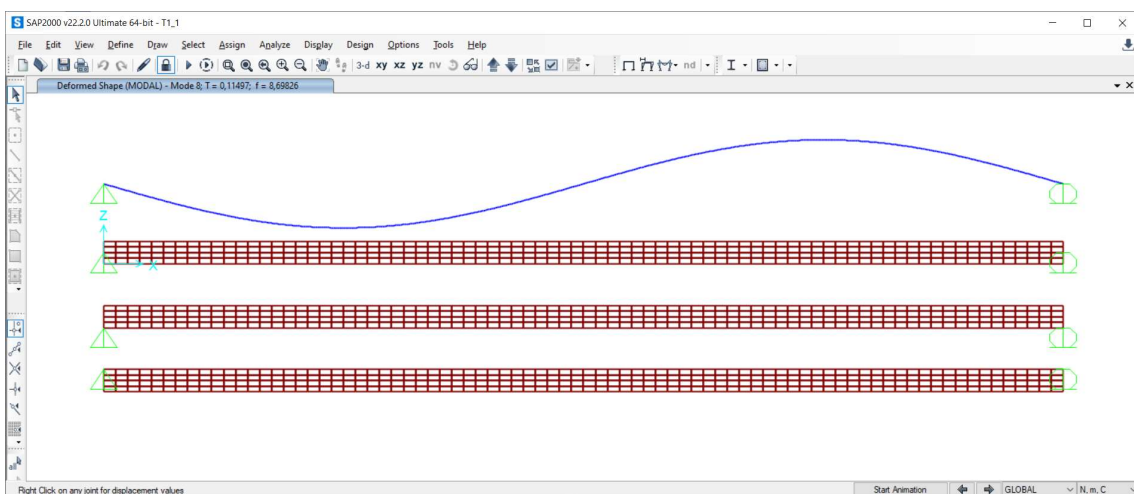 SAP2000 v22.2.0 Ultimate 64-bit - T1_1
File Edit View Define Draw Select Assign Analyze Display Design Options Tools Help
3-d xy xz yz nv nd
Deformed Shape (MODAL) - Mode 8; T = 0,11497; f = 8,69826
Z
X
Right Click on any joint for displacement values Start Animation GLOBAL N, m, C